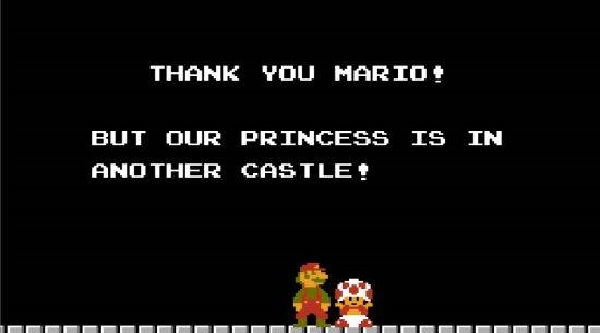 THANK YOU MARIO!
BUT OUR PRINCESS IS IN
ANOTHER CASTLE!